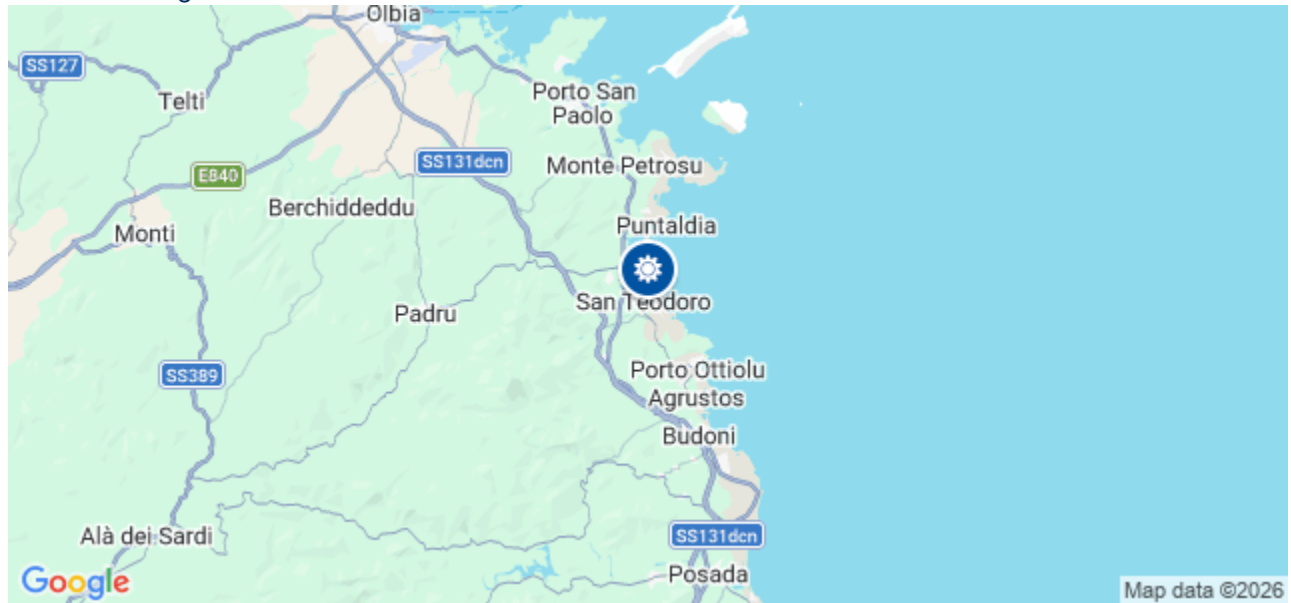 Olbia
SS127
Telti
Porto San
Paolo
SS131dcn
Monte Petrosu
E840
Berchiddeddu
Puntaldia
Monti
San Teodoro
Padru
SS389
Porto Ottiolu
Agrustos
Budoni
Alà dei Sardi
SS131dcn
Posada
Google
Map data ©2026